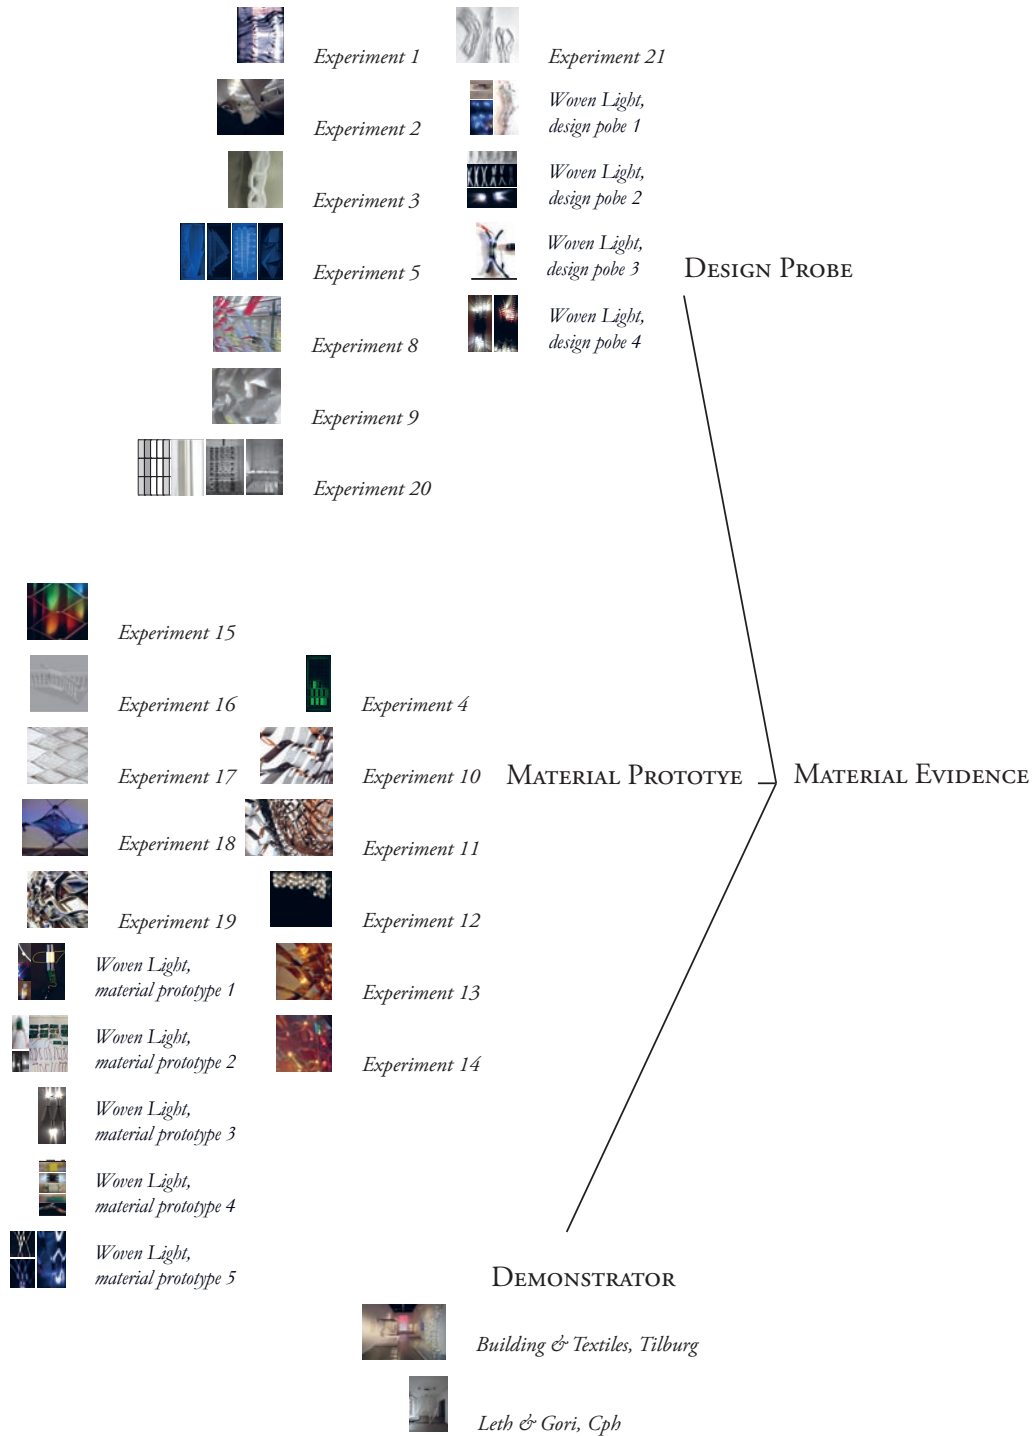 Experiment 1
Experiment 2
Experiment 3
Experiment 5
Experiment 8
Experiment 9
Experiment 20
Experiment 21
Woven Light,
design pobe 1
Woven Light,
design pobe 2
Woven Light,
design pobe 3
Woven Light,
design pobe 4
Design Probe
Experiment 15
Experiment 16
Experiment 17
Experiment 18
Experiment 19
Woven Light,
material prototype 1
Woven Light,
material prototype 2
Woven Light,
material prototype 3
Woven Light,
material prototype 4
Woven Light,
material prototype 5
Experiment 4
Experiment 10
Experiment 11
Experiment 12
Experiment 13
Experiment 14
Material Prototye
Material Evidence
Demonstrator
Building & Textiles, Tilburg
Leth & Gori, Cph